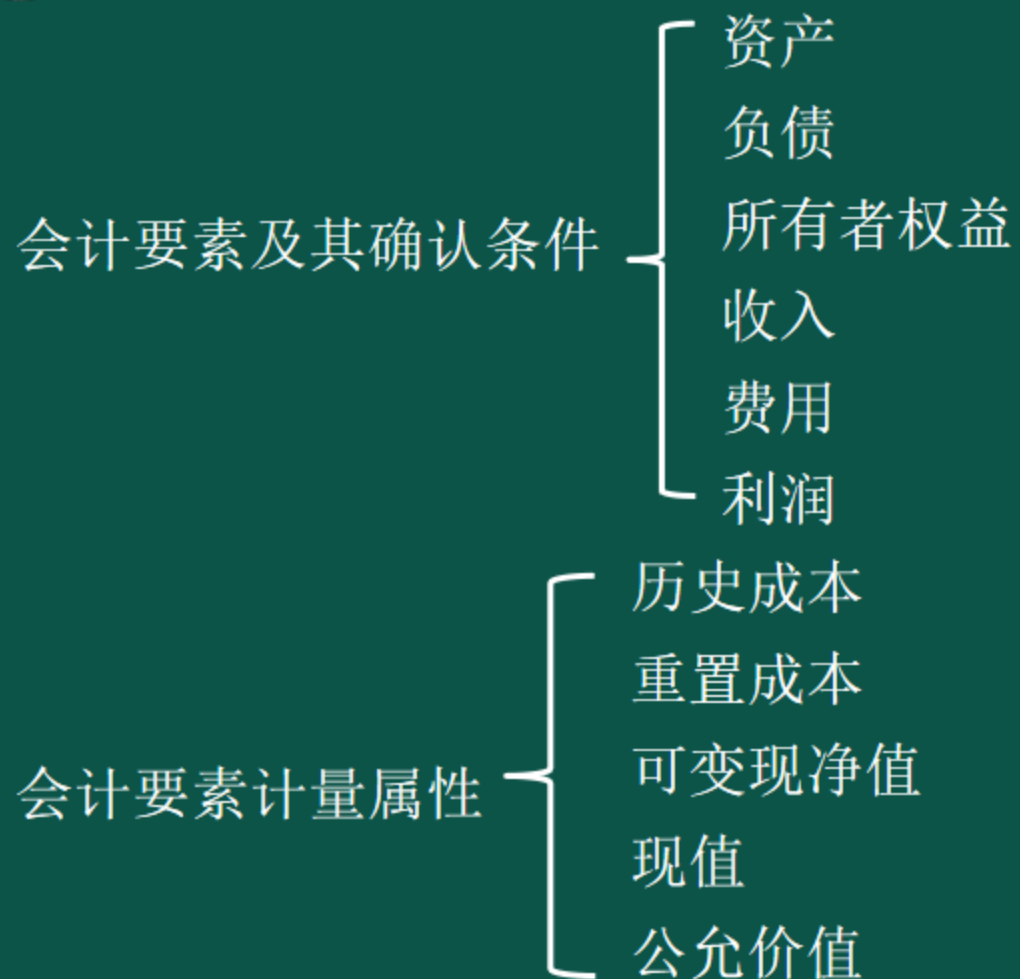 会计要素及其确认条件
资产
负债
所有者权益
收入
费用
利润
会计要素计量属性
历史成本
重置成本
可变现净值
现值
公允价值